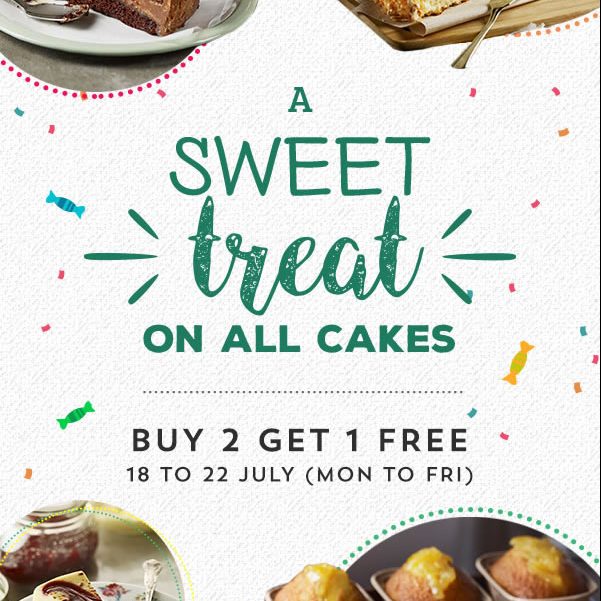 A
SWEET
treat
ON ALL CAKES
BUY 2 GET 1 FREE
18 TO 22 JULY (MON TO FRI)